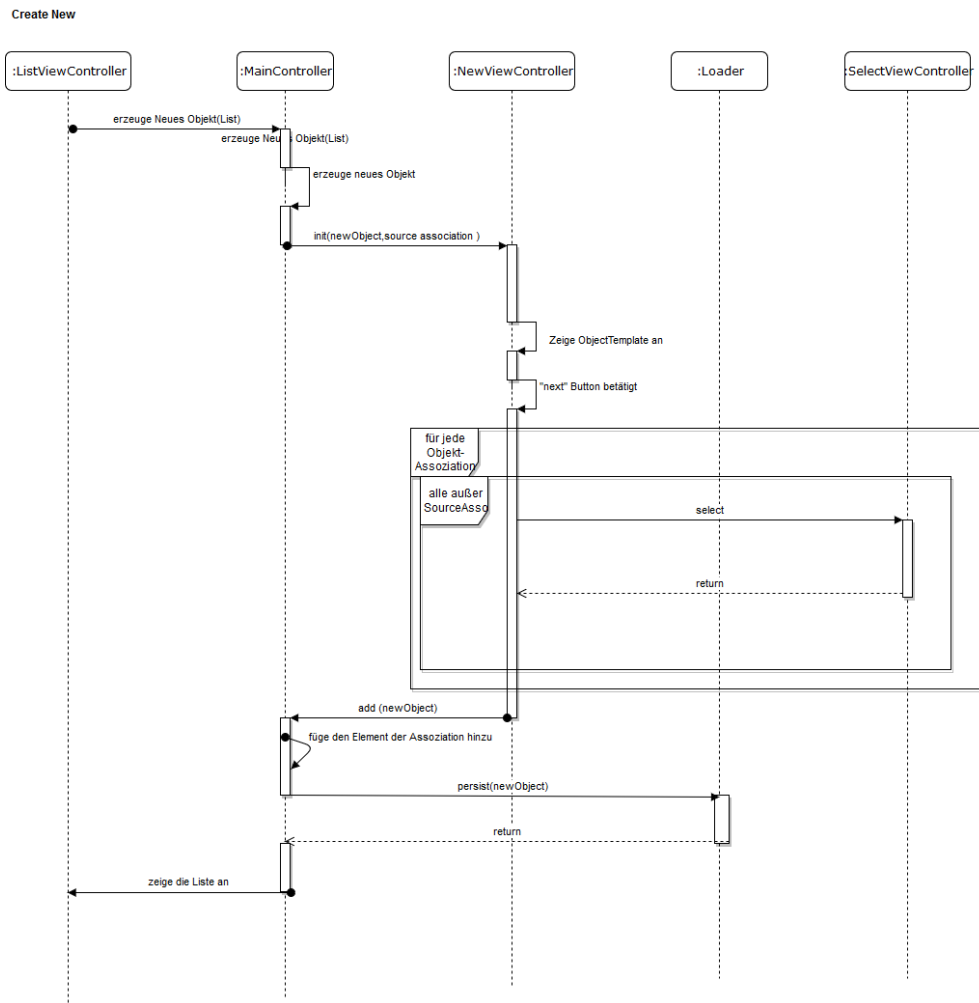 Create New
:ListViewController
:MainController
:NewViewController
:Loader
:SelectViewController
erzeuge Neues Objekt(List)
erzeuge Neues Objekt(List)
erzeuge neues Objekt
init(newObject,source association )
Zeige ObjectTemplate an
"next" Button betätigt
für jede
Objekt-
Assoziation
alle außer
SourceAsso
select
return
add (newObject)
füge den Element der Assoziation hinzu
persist(newObject)
return
zeige die Liste an